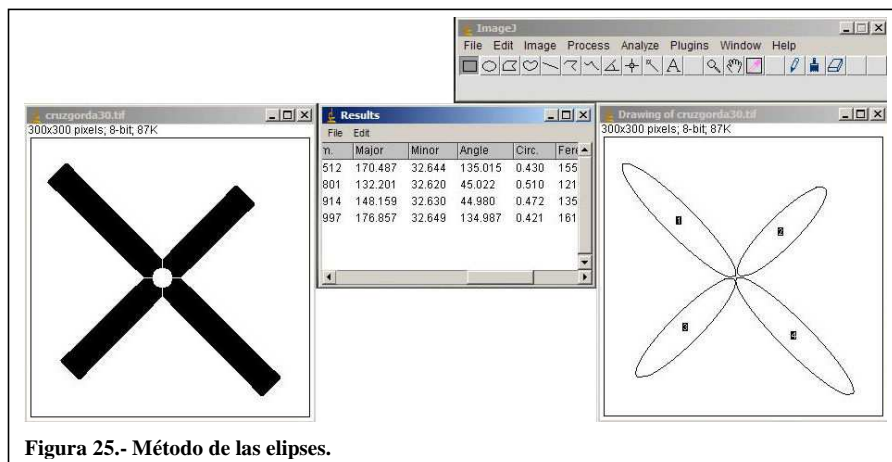 ImageJ
File Edit Image Process Analyze Plugins Window Help
cruzgorda30.tif
300x300 pixels; 8-bit; 87K
Results
File Edit
m. Major Minor Angle Circ. Fere
512 170.487 32.644 135.015 0.430 155
801 132.201 32.620 45.022 0.510 121
914 148.159 32.630 44.980 0.472 135
997 176.857 32.649 134.987 0.421 161
Drawing of cruzgorda30.tif
300x300 pixels; 8-bit; 87K
1
2
3
4
Figura 25.- Método de las elipses.